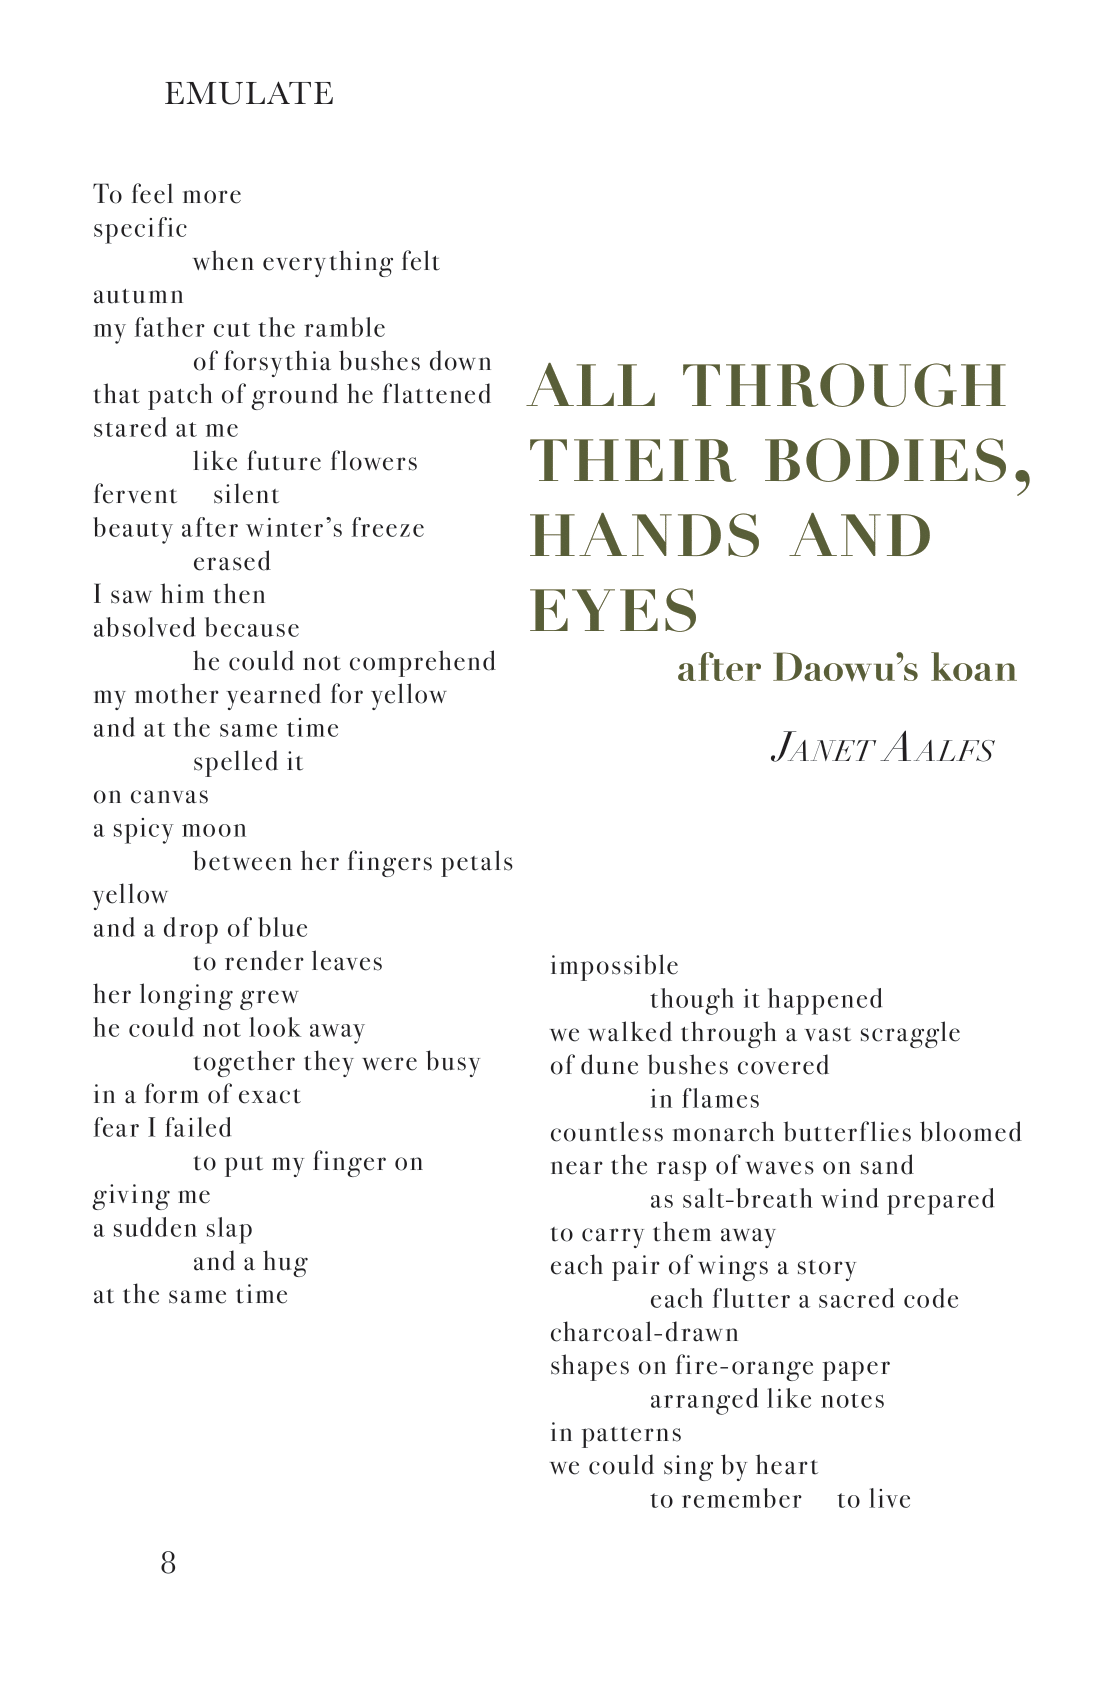 EMULATE
ALL THROUGH
THEIR BODIES,
HANDS AND
EYES
after Daowu’s koan
Janet Aalfs
To feel more
specific
when everything felt
autumn
my father cut the ramble
of forsythia bushes down
that patch of ground he flattened
stared at me
like future flowers
fervent silent
beauty after winter’s freeze
erased
I saw him then
absolved because
he could not comprehend
my mother yearned for yellow
and at the same time
spelled it
on canvas
a spicy moon
between her fingers petals
yellow
and a drop of blue
to render leaves
her longing grew
he could not look away
together they were busy
in a form of exact
fear I failed
to put my finger on
giving me
a sudden slap
and a hug
at the same time
impossible
though it happened
we walked through a vast scraggle
of dune bushes covered
in flames
countless monarch butterflies bloomed
near the rasp of waves on sand
as salt-breath wind prepared
to carry them away
each pair of wings a story
each flutter a sacred code
charcoal-drawn
shapes on fire-orange paper
arranged like notes
in patterns
we could sing by heart
to remember to live
8